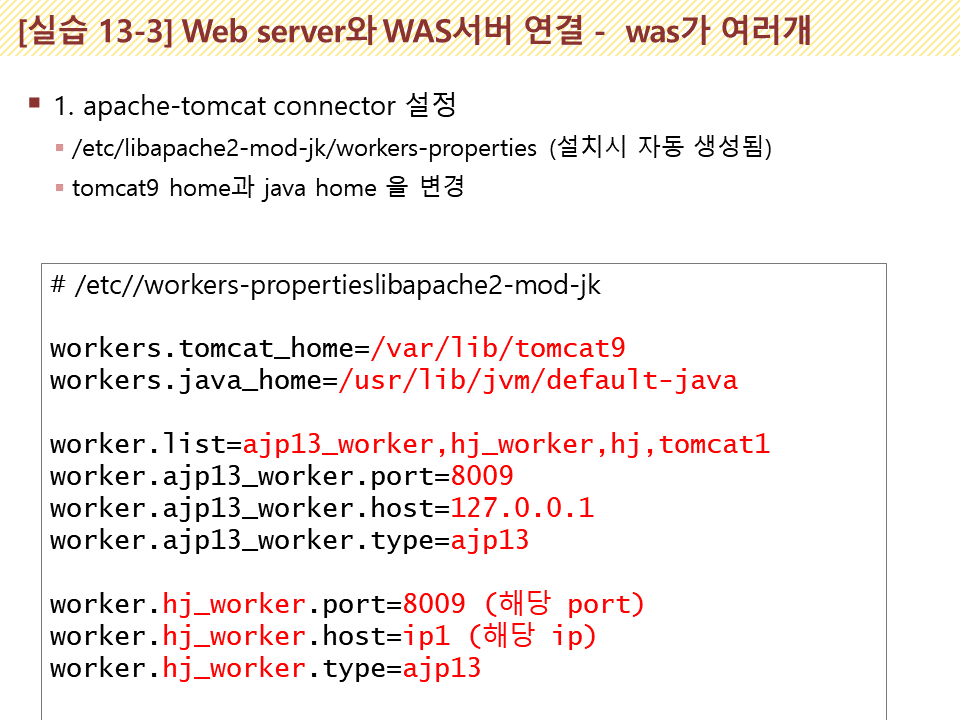 [실습 13-3] Web server와 WAS서버 연결 - was가 여러개
1. apache-tomcat connector 설정
/etc/libapache2-mod-jk/workers-properties (설치시 자동 생성됨)
tomcat9 home과 java home 을 변경
# /etc//workers-propertieslibapache2-mod-jk
workers.tomcat_home=/var/lib/tomcat9
workers.java_home=/usr/lib/jvm/default-java
worker.list=ajp13_worker,hj_worker,hj,tomcat1
worker.ajp13_worker.port=8009
worker.ajp13_worker.host=127.0.0.1
worker.ajp13_worker.type=ajp13
worker.hj_worker.port=8009 (해당 port)
worker.hj_worker.host=ip1 (해당 ip)
worker.hj_worker.type=ajp13